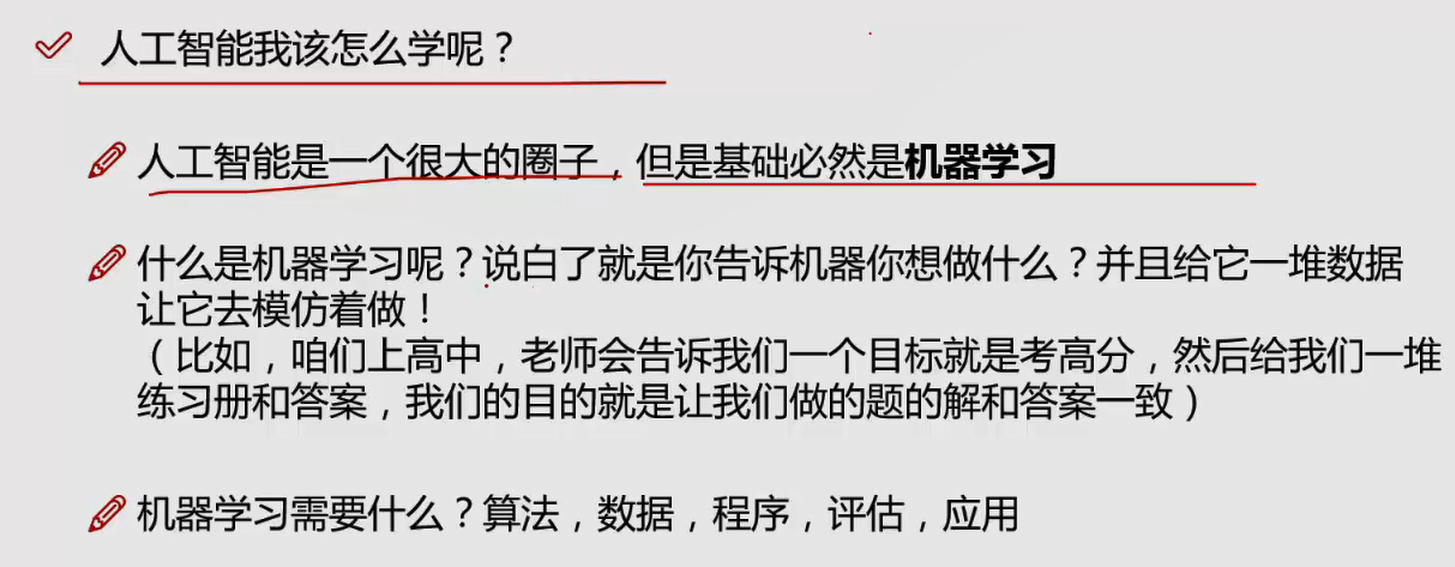 人工智能我该怎么学呢？
人工智能是一个很大的圈子，但是基础必然是机器学习
什么是机器学习呢？说白了就是你告诉机器你想做什么？并且给它一堆数据
让它去模仿着做！
（比如，咱们上高中，老师会告诉我们一个目标就是考高分，然后给我们一堆
练习册和答案，我们的目的就是让我们做的题的解和答案一致）
机器学习需要什么？算法，数据，程序，评估，应用